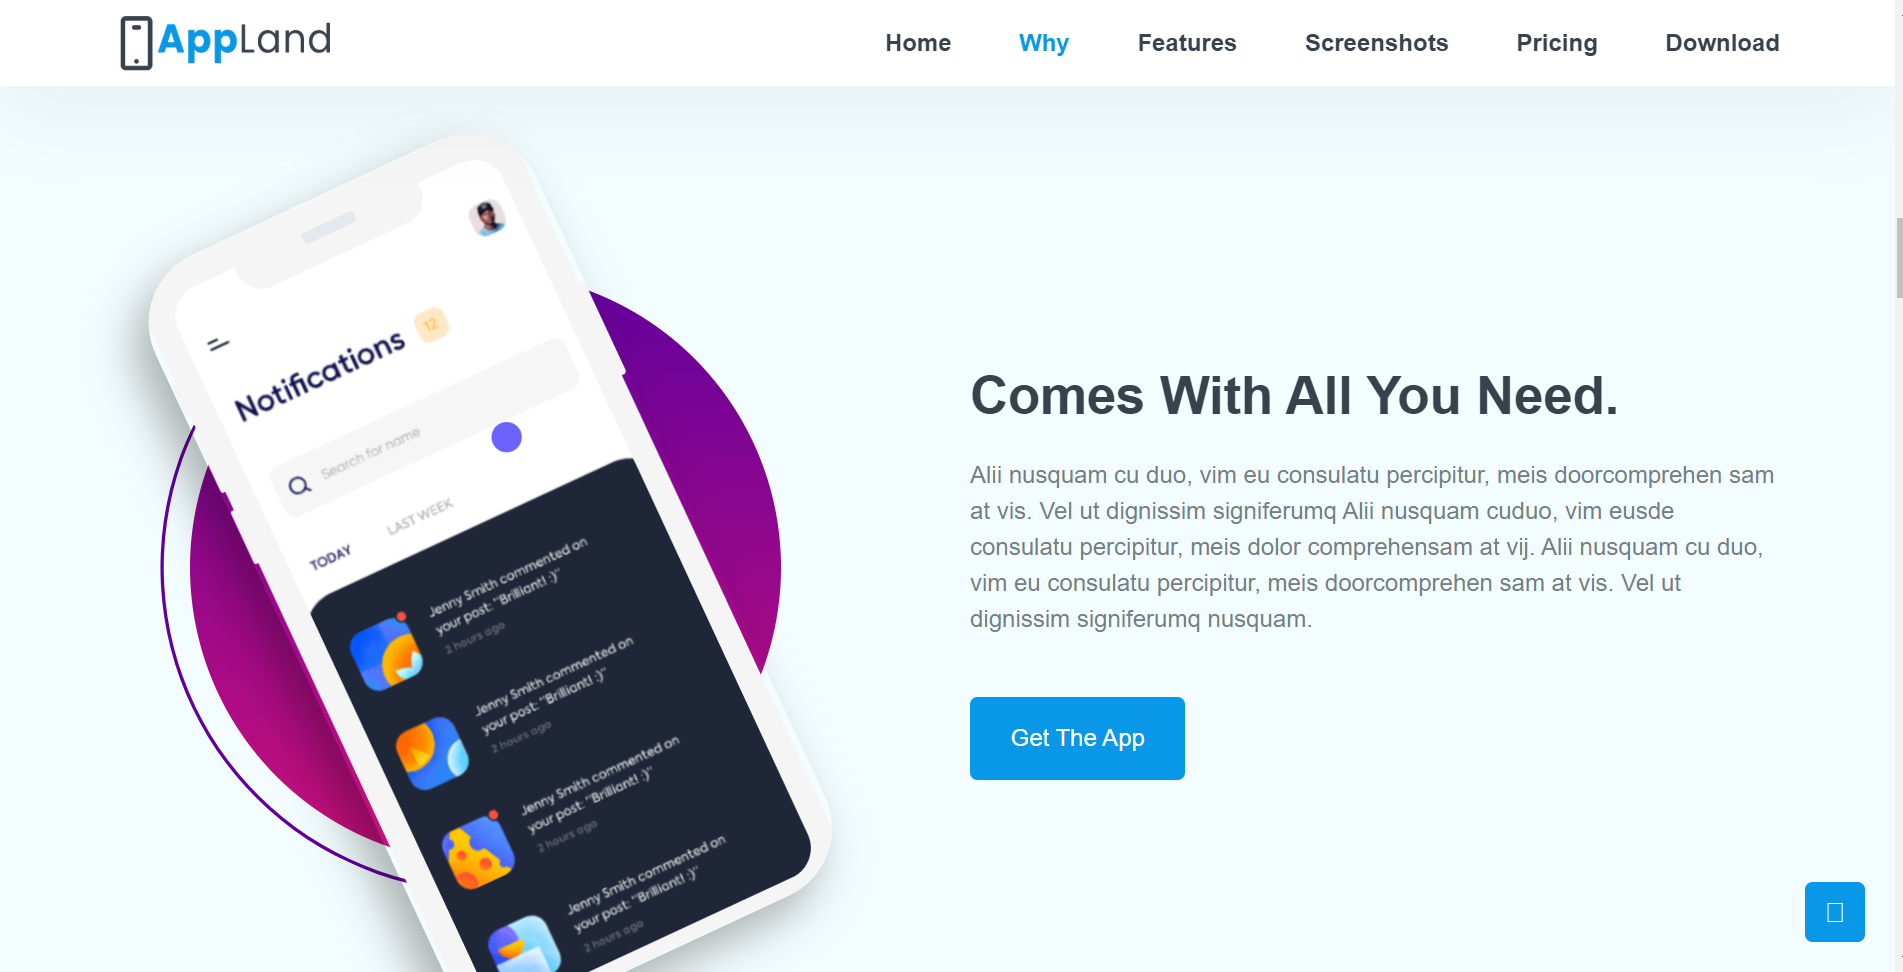 AppLand
Home
Why
Features
Screenshots
Pricing
Download
Notifications
12
Search for name
TODAY
LAST WEEK
Jenny Smith commented on
your post: "Brilliant! :)"
2 hours ago
Jenny Smith commented on
your post: "Brilliant! :)"
2 hours ago
Jenny Smith commented on
your post: "Brilliant! :)"
2 hours ago
Jenny Smith commented on
your post: "Brilliant! :)"
2 hours ago
Comes With All You Need.
Alii nusquam cu duo, vim eu consulatu percipitur, meis doorcomprehen sam
at vis. Vel ut dignissim signiferumq Alii nusquam cuduo, vim eusde
consulatu percipitur, meis dolor comprehensam at vij. Alii nusquam cu duo,
vim eu consulatu percipitur, meis doorcomprehen sam at vis. Vel ut
dignissim signiferumq nusquam.
Get The App